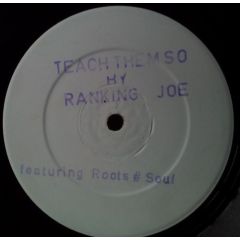 TEACH THEM SO
BY
RANKING JOE
featuring Roots # Soul